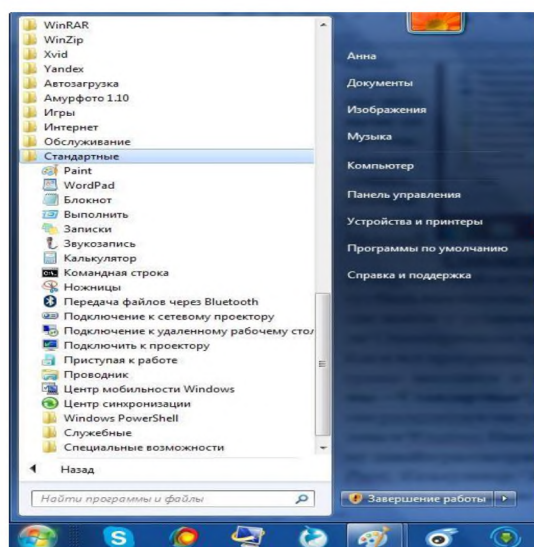 WinRAR
WinZip
Xvid
Yandex
Автозагрузка
Амурфото 1.10
Игры
Интернет
Обслуживание
Стандартные
Paint
WordPad
Блокнот
Выполнить
Записки
Звукозапись
Калькулятор
Командная строка
Ножницы
Передача файлов через Bluetooth
Подключение к сетевому проектору
Подключение к удаленному рабочему стол
Подключить к проектору
Приступая к работе
Проводник
Центр мобильности Windows
Центр синхронизации
Windows PowerShell
Служебные
Специальные возможности
Назад
Найти программы и файлы
Анна
Документы
Изображения
Музыка
Компьютер
Панель управления
Устройства и принтеры
Программы по умолчанию
Справка и поддержка
Завершение работы